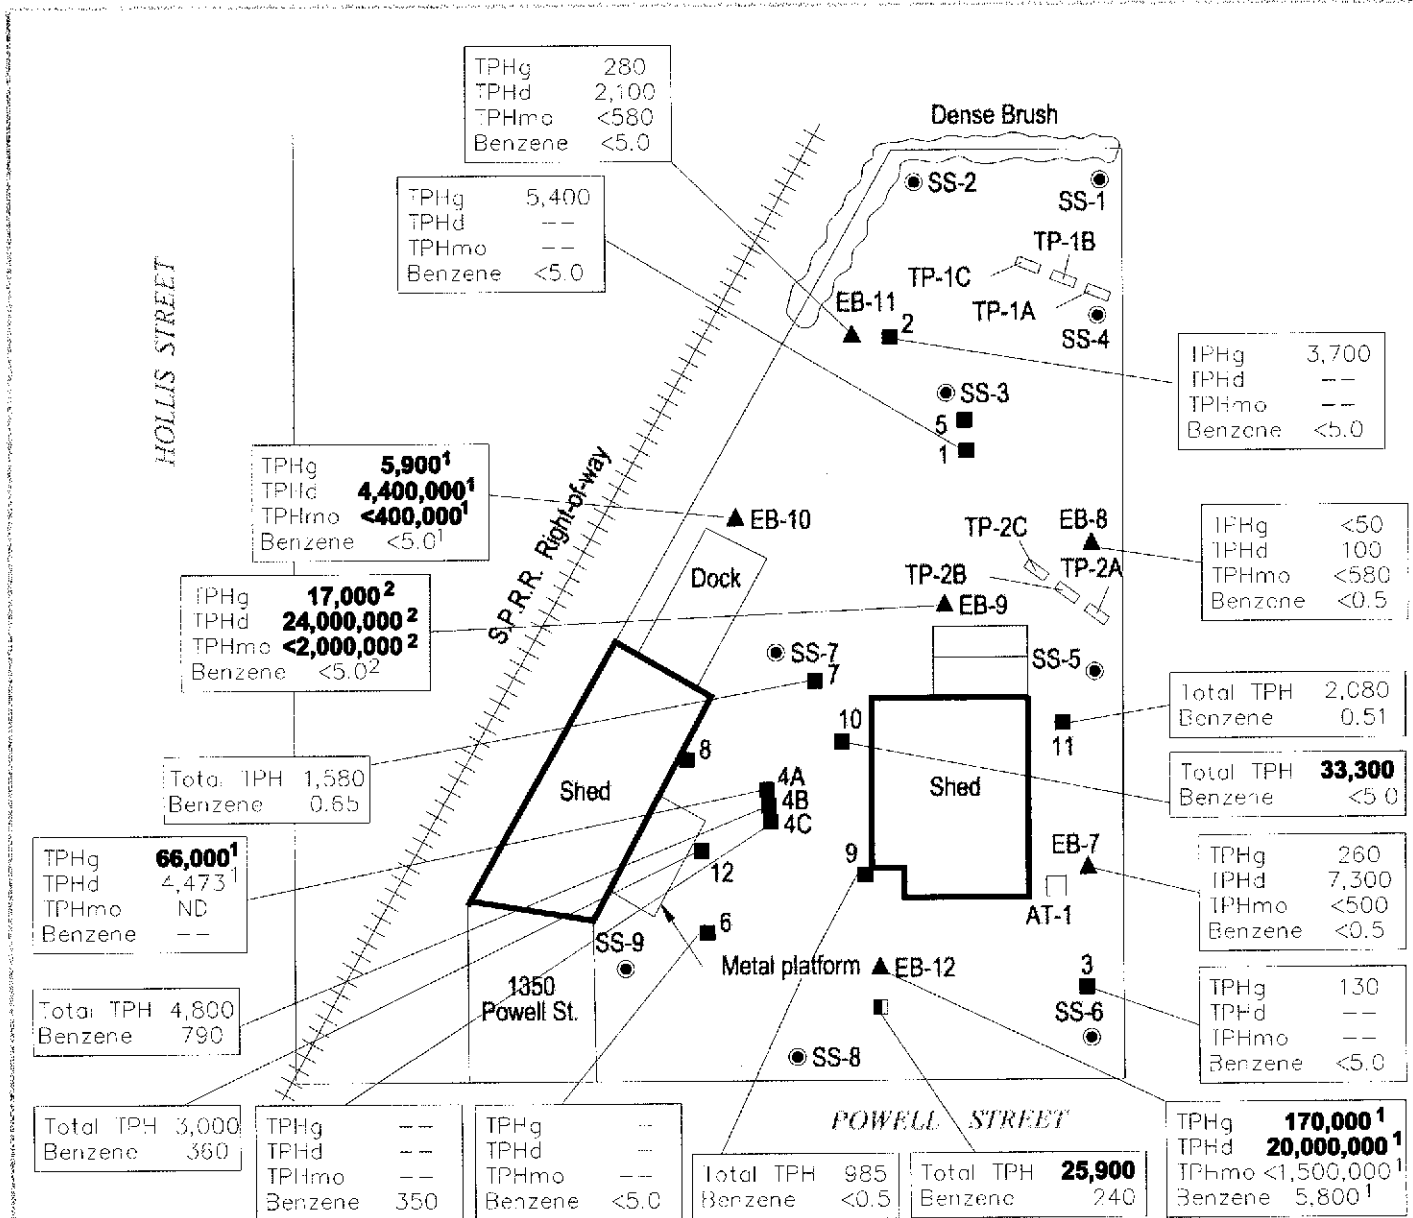 TPHg 280
TPHd 2,100
TPHmo <580
Benzene <5.0
Dense Brush
TPHg 5,400
TPHd --
TPHmo --
Benzene <5.0
SS-2
SS-1
TP-1B
TP-1C
TP-1A
SS-4
EB-11
2
HOLLIS STREET
TPHg 3,700
TPHd --
TPHmo --
Benzene <5.0
SS-3
5
1
TPHg 5,900¹
TPHd 4,400,000¹
TPHmo <400,000¹
Benzene <5.0¹
S.P.R.R. Right-of-way
EB-10
TP-2C
EB-8
TPHg <50
TPHd 100
TPHmo <580
Benzene <0.5
Dock
TP-2B
TP-2A
EB-9
TPHg 17,000²
TPHd 24,000,000²
TPHmo <2,000,000²
Benzene <5.0²
SS-7
7
SS-5
Total TPH 2,080
Benzene 0.51
10
11
8
Total TPH 1,580
Benzene 0.65
Shed
4A
4B
4C
Shed
Total TPH 33,300
Benzene <5.0
TPHg 66,000¹
TPHd 4,473¹
TPHmo ND
Benzene --
12
9
EB-7
AT-1
TPHg 260
TPHd 7,300
TPHmo <500
Benzene <0.5
6
SS-9
Metal platform
EB-12
3
SS-6
1350
Powell St.
Total TPH 4,800
Benzene 790
TPHg 130
TPHd --
TPHmo --
Benzene <5.0
SS-8
POWELL STREET
Total TPH 3,000
Benzene 360
TPHg --
TPHd --
TPHmo --
Benzene 350
TPHg --
TPHd --
TPHmo --
Benzene <5.0
Total TPH 985
Benzene <0.5
Total TPH 25,900
Benzene 240
TPHg 170,000¹
TPHd 20,000,000¹
TPHmo <1,500,000¹
Benzene 5,800¹